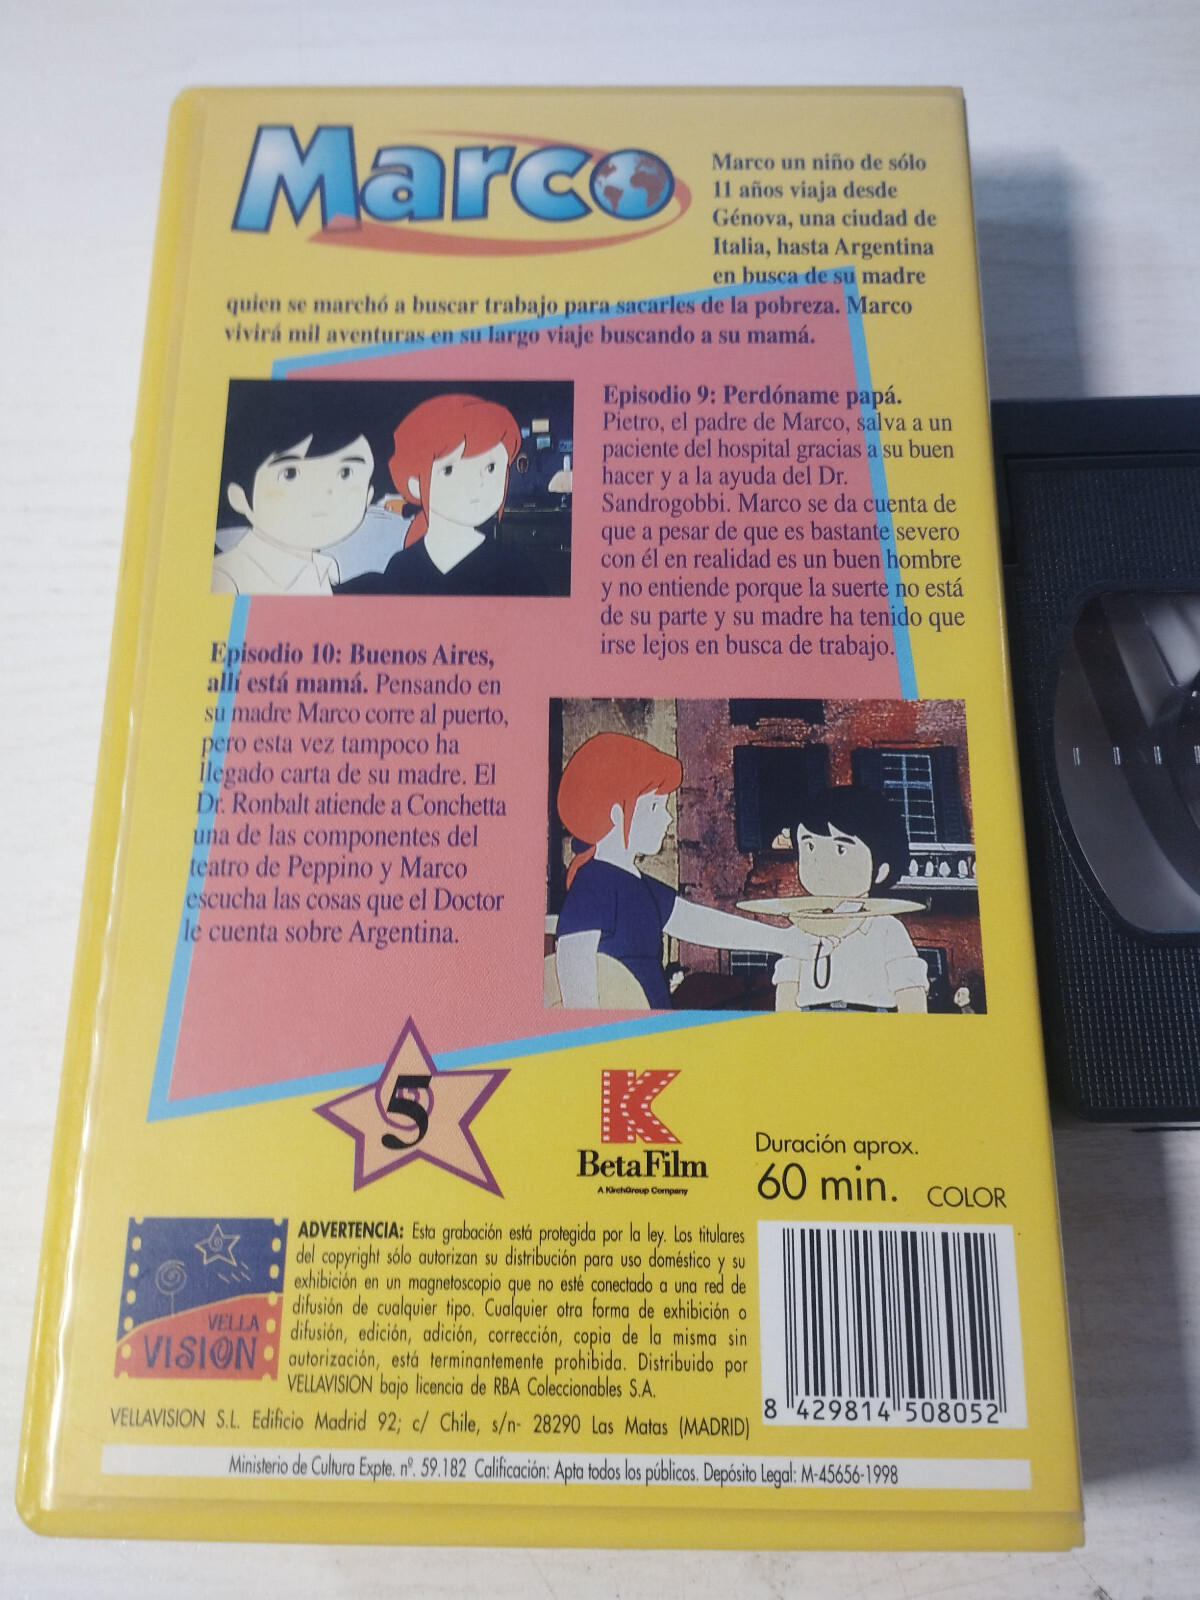 Marco
Marco un niño de sólo
11 años viaja desde
Génova, una ciudad de
Italia, hasta Argentina
en busca de su madre
quien se marchó a buscar trabajo para sacarles de la pobreza. Marco
vivirá mil aventuras en su largo viaje buscando a su mamá.
Episodio 9: Perdóname papá.
Pietro, el padre de Marco, salva a un
paciente del hospital gracias a su buen
hacer y a la ayuda del Dr.
Sandrogobbi. Marco se da cuenta de
que a pesar de que es bastante severo
con él en realidad es un buen hombre
y no entiende porque la suerte no está
de su parte y su madre ha tenido que
irse lejos en busca de trabajo.
Episodio 10: Buenos Aires,
allí está mamá. Pensando en
su madre Marco corre al puerto,
pero esta vez tampoco ha
llegado carta de su madre. El
Dr. Ronbalt atiende a Conchetta
una de las componentes del
teatro de Peppino y Marco
escucha las cosas que el Doctor
le cuenta sobre Argentina.
5
K
BetaFilm
A KirchGroup Company
Duración aprox.
60 min. COLOR
VELLA
VISION
ADVERTENCIA: Esta grabación está protegida por la ley. Los titulares
del copyright sólo autorizan su distribución para uso doméstico y su
exhibición en un magnetoscopio que no esté conectado a una red de
difusión de cualquier tipo. Cualquier otra forma de exhibición o
difusión, edición, adición, corrección, copia de la misma sin
autorización, está terminantemente prohibida. Distribuido por
VELLAVISION bajo licencia de RBA Coleccionables S.A.
8 429814 508052
VELLAVISION S.L. Edificio Madrid 92; c/ Chile, s/n- 28290 Las Matas (MADRID)
Ministerio de Cultura Expte. nº. 59.182 Calificación: Apta todos los públicos. Depósito Legal: M-45656-1998